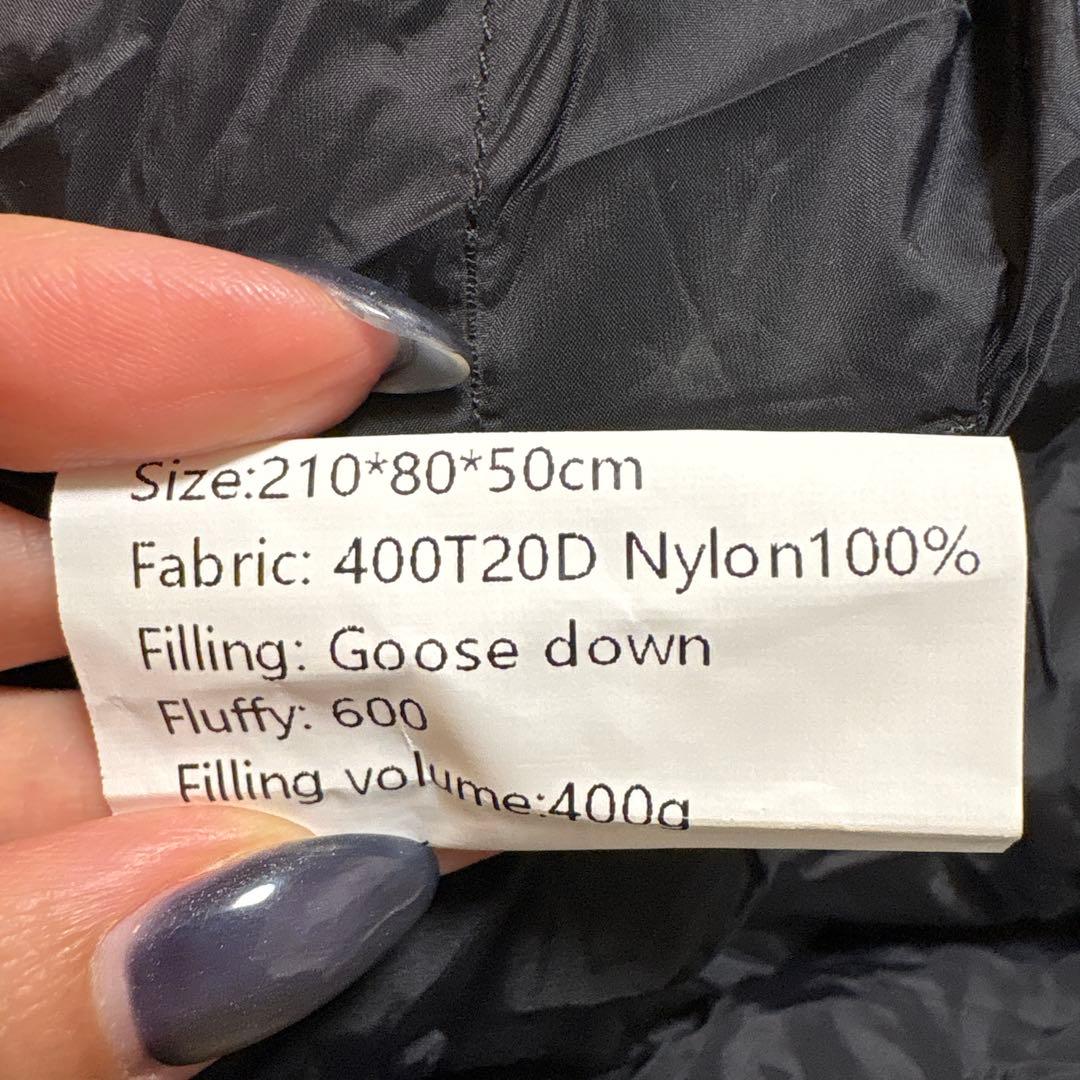 Size:210*80*50cm
Fabric: 400T20D Nylon100%
Filling: Goose down
Fluffy: 600
Filling volume:400g